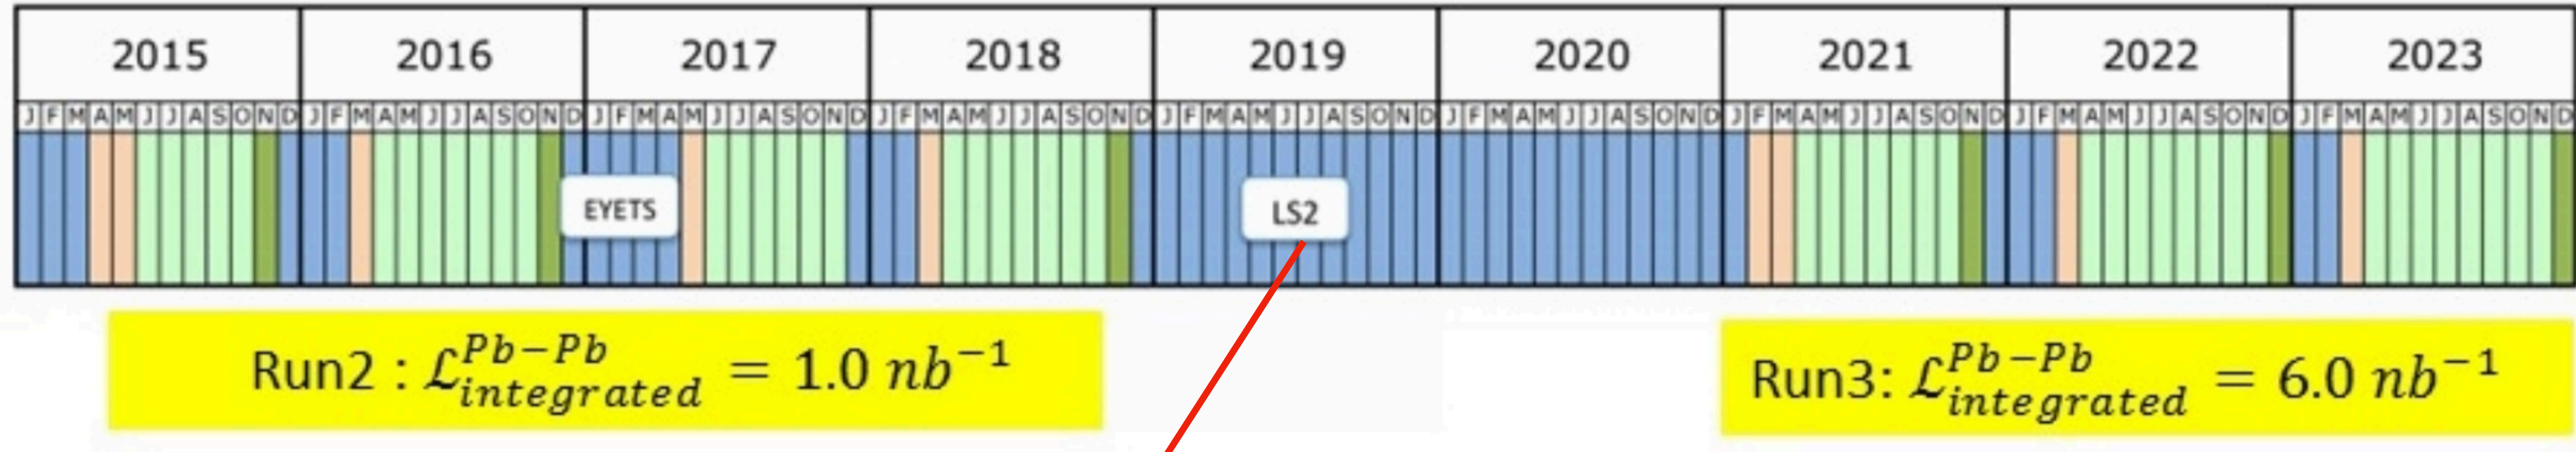 2015 2016 2017 2018 2019 2020 2021 2022 2023
J F M A M J J A S O N D J F M A M J J A S O N D J F M A M J J A S O N D J F M A M J J A S O N D J F M A M J J A S O N D J F M A M J J A S O N D J F M A M J J A S O N D J F M A M J J A S O N D J F M A M J J A S O N D
EYETS LS2
Run2 : ℒ^{Pb−Pb}_{integrated} = 1.0 nb^{−1}
Run3: ℒ^{Pb−Pb}_{integrated} = 6.0 nb^{−1}